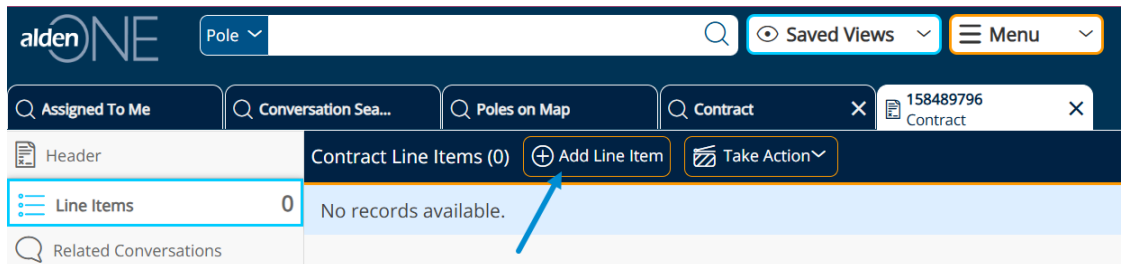 alden ONE
Pole
Saved Views
Menu
Assigned To Me
Conversation Sea...
Poles on Map
Contract
158489796
Contract
Header
Contract Line Items (0)
Add Line Item
Take Action
Line Items 0
No records available.
Related Conversations